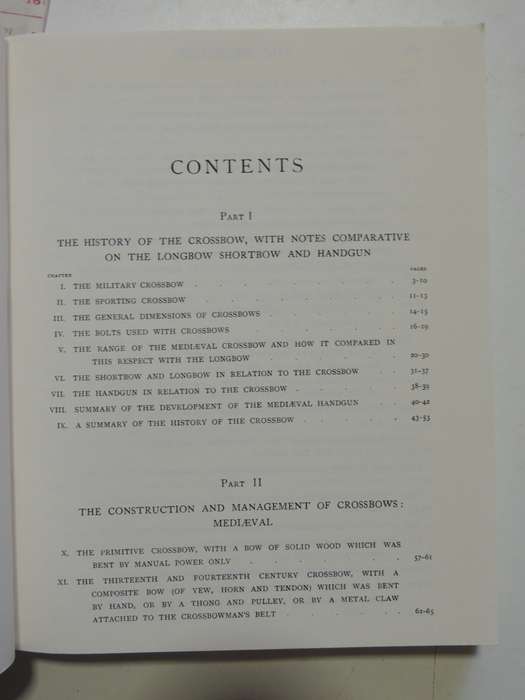 CONTENTS
PART I
THE HISTORY OF THE CROSSBOW, WITH NOTES COMPARATIVE
ON THE LONGBOW SHORTBOW AND HANDGUN
CHAPTER PAGES
I. THE MILITARY CROSSBOW . . . . . . . . 3-10
II. THE SPORTING CROSSBOW . . . . . . . 11-13
III. THE GENERAL DIMENSIONS OF CROSSBOWS . . . . . 14-15
IV. THE BOLTS USED WITH CROSSBOWS . . . . . . 16-19
V. THE RANGE OF THE MEDIÆVAL CROSSBOW AND HOW IT COMPARED IN
THIS RESPECT WITH THE LONGBOW . . . . . 20-30
VI. THE SHORTBOW AND LONGBOW IN RELATION TO THE CROSSBOW . . 31-37
VII. THE HANDGUN IN RELATION TO THE CROSSBOW . . . . 38-39
VIII. SUMMARY OF THE DEVELOPMENT OF THE MEDIÆVAL HANDGUN . . 40-42
IX. A SUMMARY OF THE HISTORY OF THE CROSSBOW . . . . 43-53
PART II
THE CONSTRUCTION AND MANAGEMENT OF CROSSBOWS:
MEDIÆVAL
X. THE PRIMITIVE CROSSBOW, WITH A BOW OF SOLID WOOD WHICH WAS
BENT BY MANUAL POWER ONLY . . . . . . 57-61
XI. THE THIRTEENTH AND FOURTEENTH CENTURY CROSSBOW, WITH A
COMPOSITE BOW (OF YEW, HORN AND TENDON) WHICH WAS BENT
BY HAND, OR BY A THONG AND PULLEY, OR BY A METAL CLAW
ATTACHED TO THE CROSSBOWMAN'S BELT . . . . . 62-65